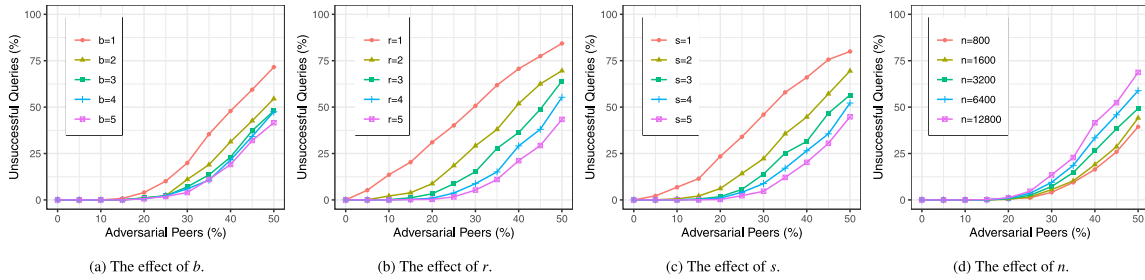 Unsuccessful Queries (%)
100
75
50
25
0
b=1
b=2
b=3
b=4
b=5
0 10 20 30 40 50
Adversarial Peers (%)
(a) The effect of b.
Unsuccessful Queries (%)
100
75
50
25
0
r=1
r=2
r=3
r=4
r=5
0 10 20 30 40 50
Adversarial Peers (%)
(b) The effect of r.
Unsuccessful Queries (%)
100
75
50
25
0
s=1
s=2
s=3
s=4
s=5
0 10 20 30 40 50
Adversarial Peers (%)
(c) The effect of s.
Unsuccessful Queries (%)
100
75
50
25
0
n=800
n=1600
n=3200
n=6400
n=12800
0 10 20 30 40 50
Adversarial Peers (%)
(d) The effect of n.